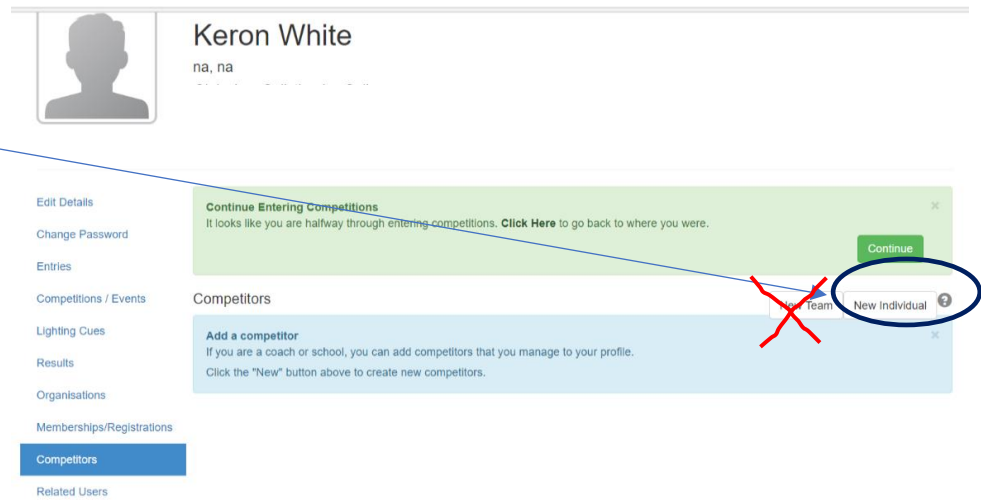 Keron White
na, na
Edit Details
Change Password
Entries
Competitions / Events
Lighting Cues
Results
Organisations
Memberships/Registrations
Competitors
Related Users
Continue Entering Competitions ×
It looks like you are halfway through entering competitions. Click Here to go back to where you were.
Continue
Competitors
New Team New Individual ?
Add a competitor ×
If you are a coach or school, you can add competitors that you manage to your profile.
Click the "New" button above to create new competitors.